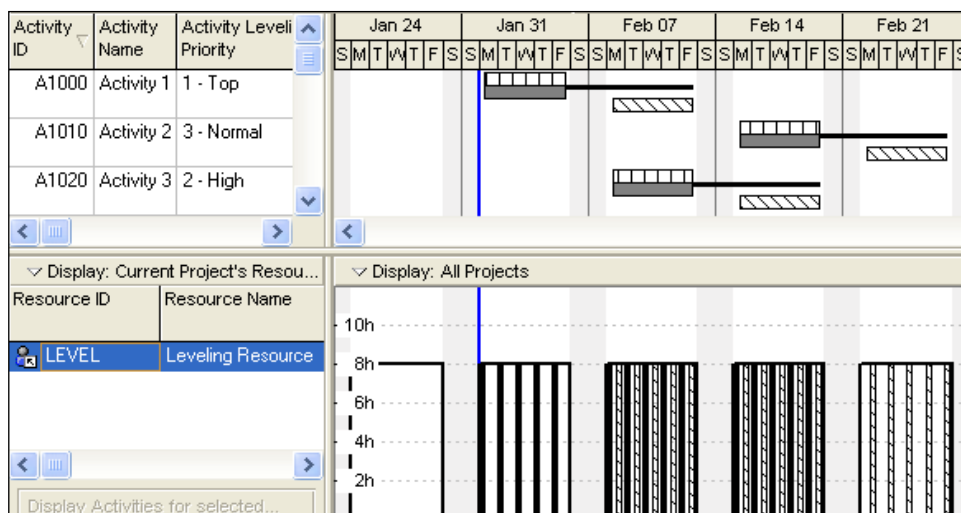 Activity ID Activity Name Activity Leveli Priority
Jan 24 Jan 31 Feb 07 Feb 14 Feb 21
S M T W T F S S M T W T F S S M T W T F S S M T W T F S S M T W T F S
A1000 Activity 1 1 - Top
A1010 Activity 2 3 - Normal
A1020 Activity 3 2 - High
Display: Current Project's Resou...
Display: All Projects
Resource ID Resource Name
LEVEL Leveling Resource
10h
8h
6h
4h
2h
Display Activities for selected...